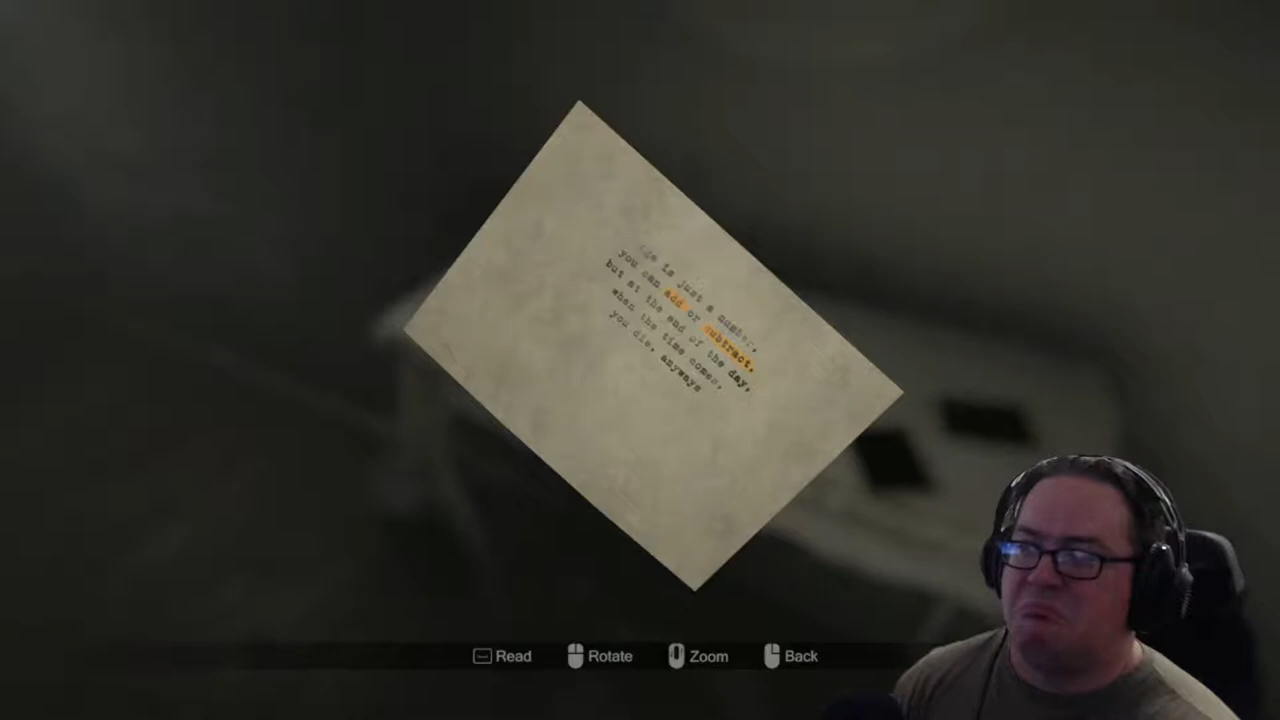 is just a number,
you can add or subtract,
but at the end of the day,
when the time comes,
you die, anyways
Read
Rotate
Zoom
Back